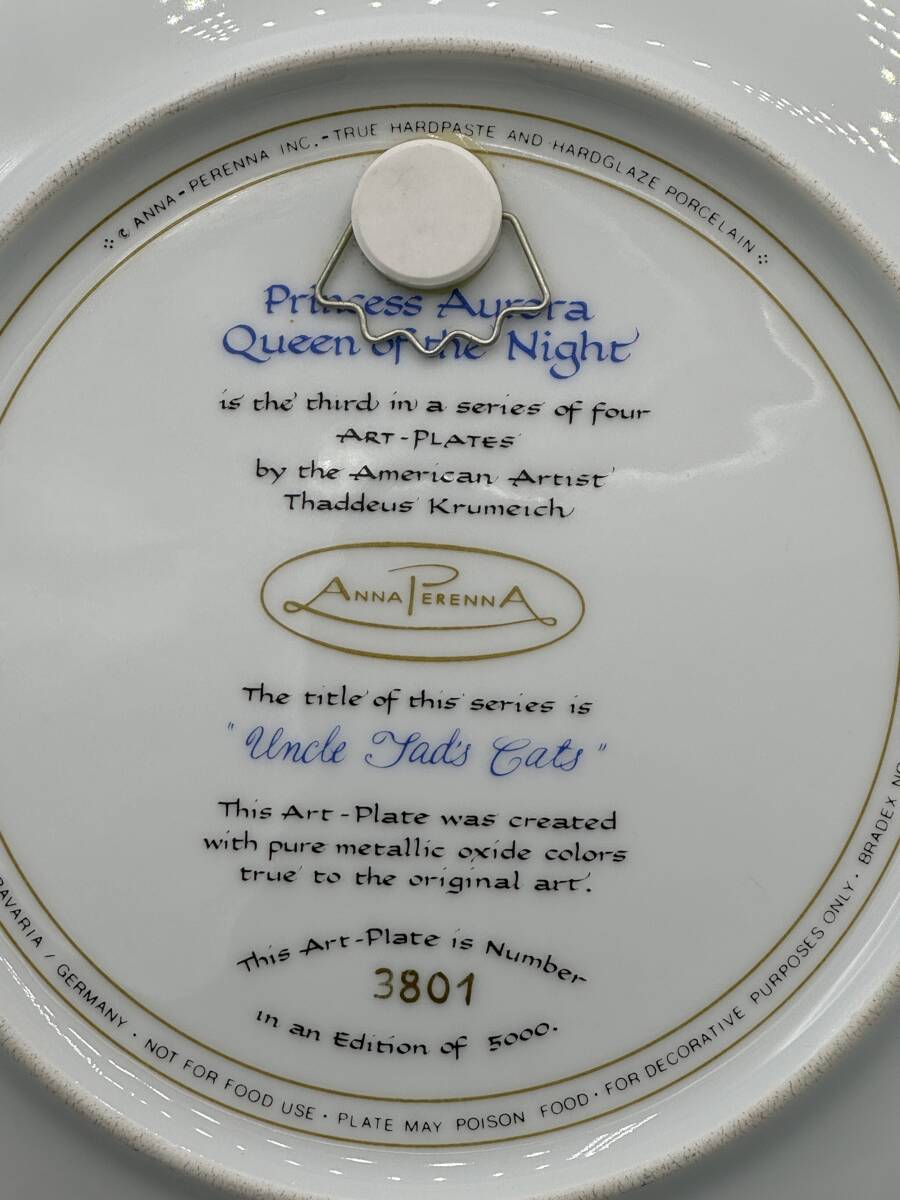 © ANNA-PERENNA INC. - TRUE HARDPASTE AND HARDGLAZE PORCELAIN
Princess Aurora
Queen of the Night
is the third in a series of four
ART-PLATES
by the American Artist
Thaddeus Krumeich
ANNA PERENNA
The title of this series is
"Uncle Tad's Cats"
This Art-Plate was created
with pure metallic oxide colors
true to the original art.
This Art-Plate is Number
3801
in an Edition of 5000.
BAVARIA / GERMANY · NOT FOR FOOD USE · PLATE MAY POISON FOOD · FOR DECORATIVE PURPOSES ONLY · BRADEX NO